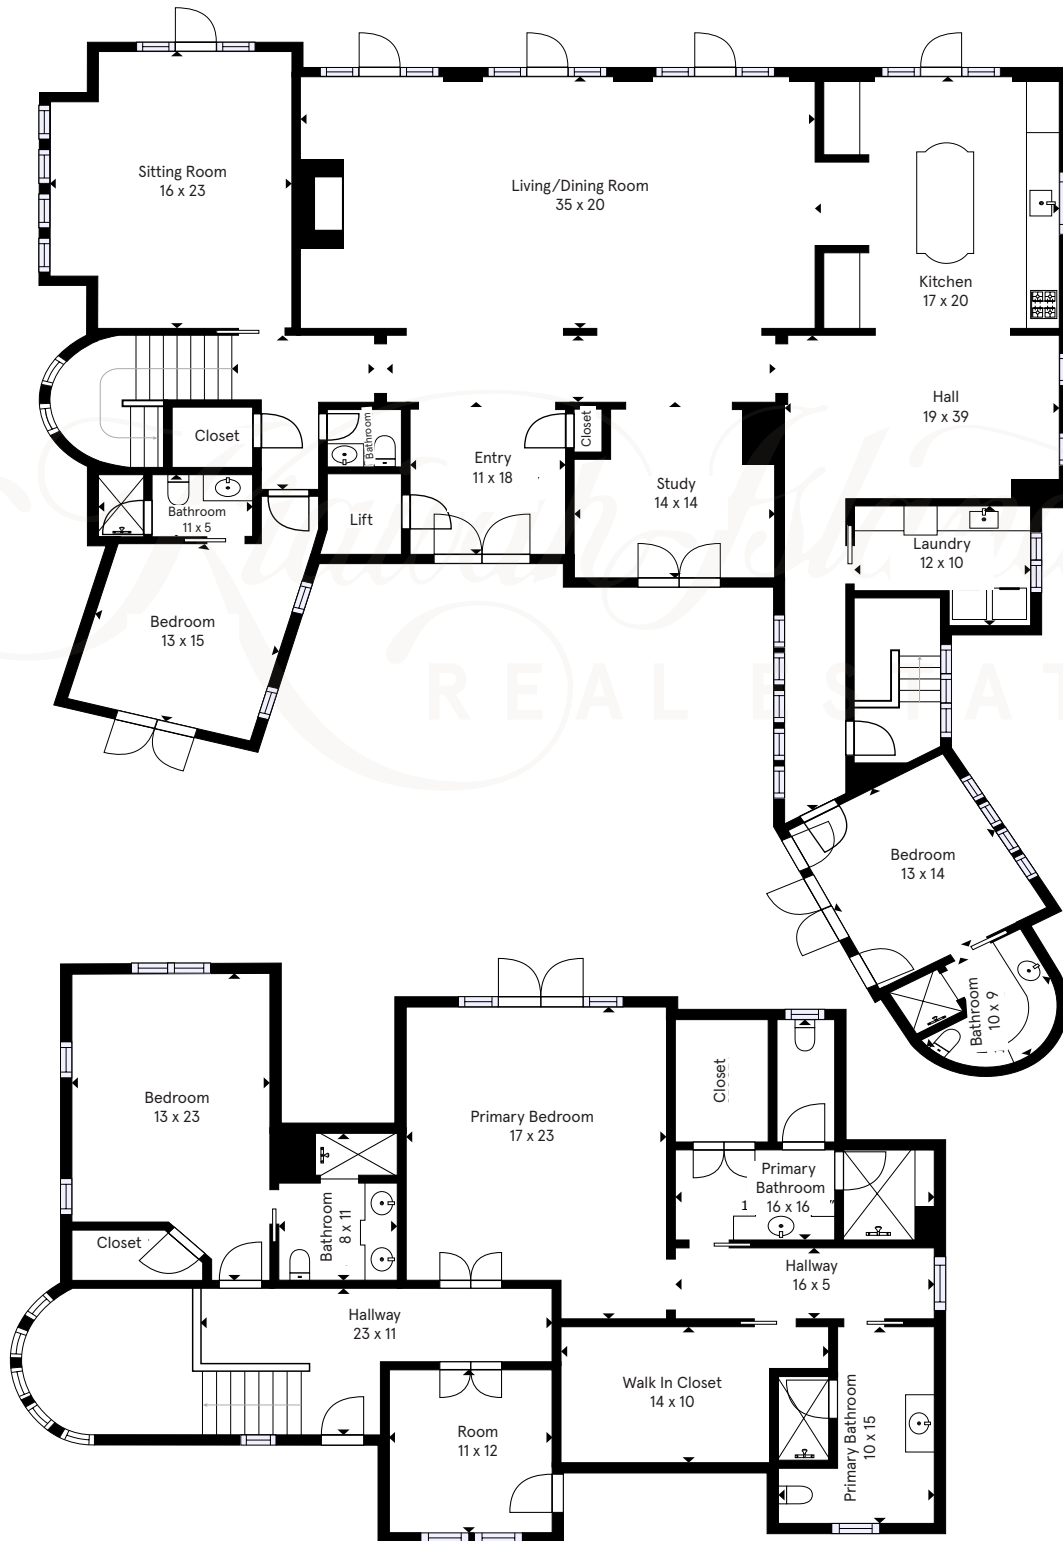 Sitting Room
16 x 23
Living/Dining Room
35 x 20
Kitchen
17 x 20
Hall
19 x 39
Closet
Bathroom
Closet
Entry
11 x 18
Study
14 x 14
Bathroom
11 x 5
Lift
Laundry
12 x 10
Bedroom
13 x 15
REAL ESTAT
Bedroom
13 x 14
Bathroom
10 x 9
Bedroom
13 x 23
Primary Bedroom
17 x 23
Closet
Primary
Bathroom
16 x 16
Bathroom
8 x 11
Closet
Hallway
16 x 5
Hallway
23 x 11
Walk In Closet
14 x 10
Primary Bathroom
10 x 15
Room
11 x 12